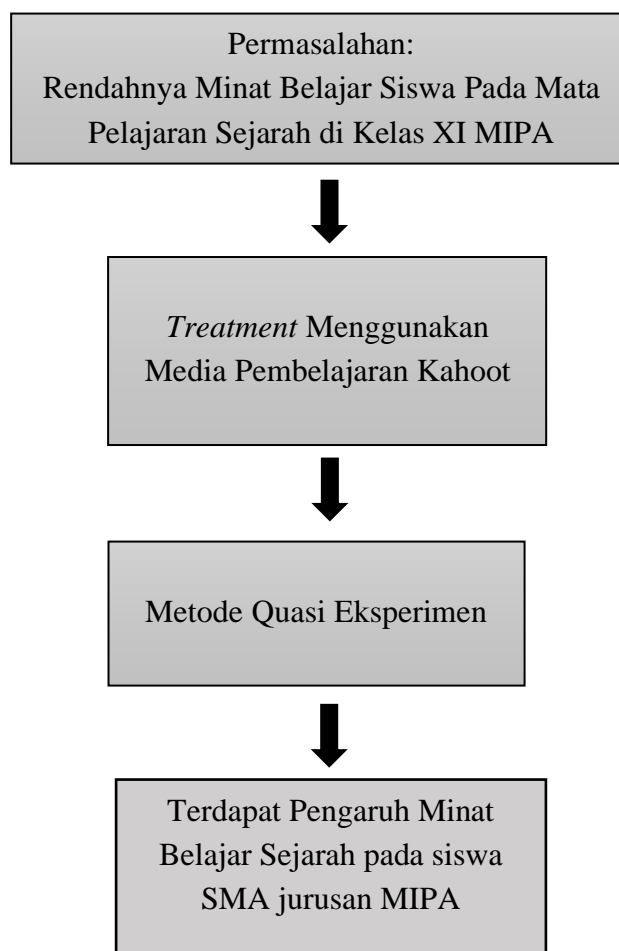 Permasalahan:
Rendahnya Minat Belajar Siswa Pada Mata
Pelajaran Sejarah di Kelas XI MIPA
Treatment Menggunakan
Media Pembelajaran Kahoot
Metode Quasi Eksperimen
Terdapat Pengaruh Minat
Belajar Sejarah pada siswa
SMA jurusan MIPA